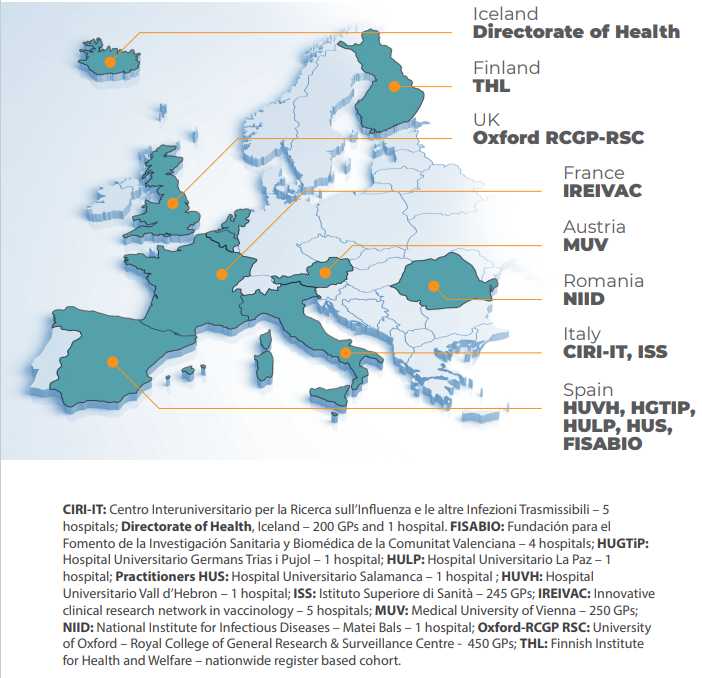 Iceland
Directorate of Health
Finland
THL
UK
Oxford RCGP-RSC
France
IREIVAC
Austria
MUV
Romania
NIID
Italy
CIRI-IT, ISS
Spain
HUVH, HGTIP,
HULP, HUS,
FISABIO
CIRI-IT: Centro Interuniversitario per la Ricerca sull’Influenza e le altre Infezioni Trasmissibili – 5
hospitals; Directorate of Health, Iceland – 200 GPs and 1 hospital. FISABIO: Fundación para el
Fomento de la Investigación Sanitaria y Biomédica de la Comunitat Valenciana – 4 hospitals; HUGTiP:
Hospital Universitario Germans Trias i Pujol – 1 hospital; HULP: Hospital Universitario La Paz – 1
hospital; Practitioners HUS: Hospital Universitario Salamanca – 1 hospital ; HUVH: Hospital
Universitario Vall d’Hebron – 1 hospital; ISS: Istituto Superiore di Sanità – 245 GPs; IREIVAC: Innovative
clinical research network in vaccinology – 5 hospitals; MUV: Medical University of Vienna – 250 GPs;
NIID: National Institute for Infectious Diseases – Matei Bals – 1 hospital; Oxford-RCGP RSC: University
of Oxford – Royal College of General Research & Surveillance Centre - 450 GPs; THL: Finnish Institute
for Health and Welfare – nationwide register based cohort.